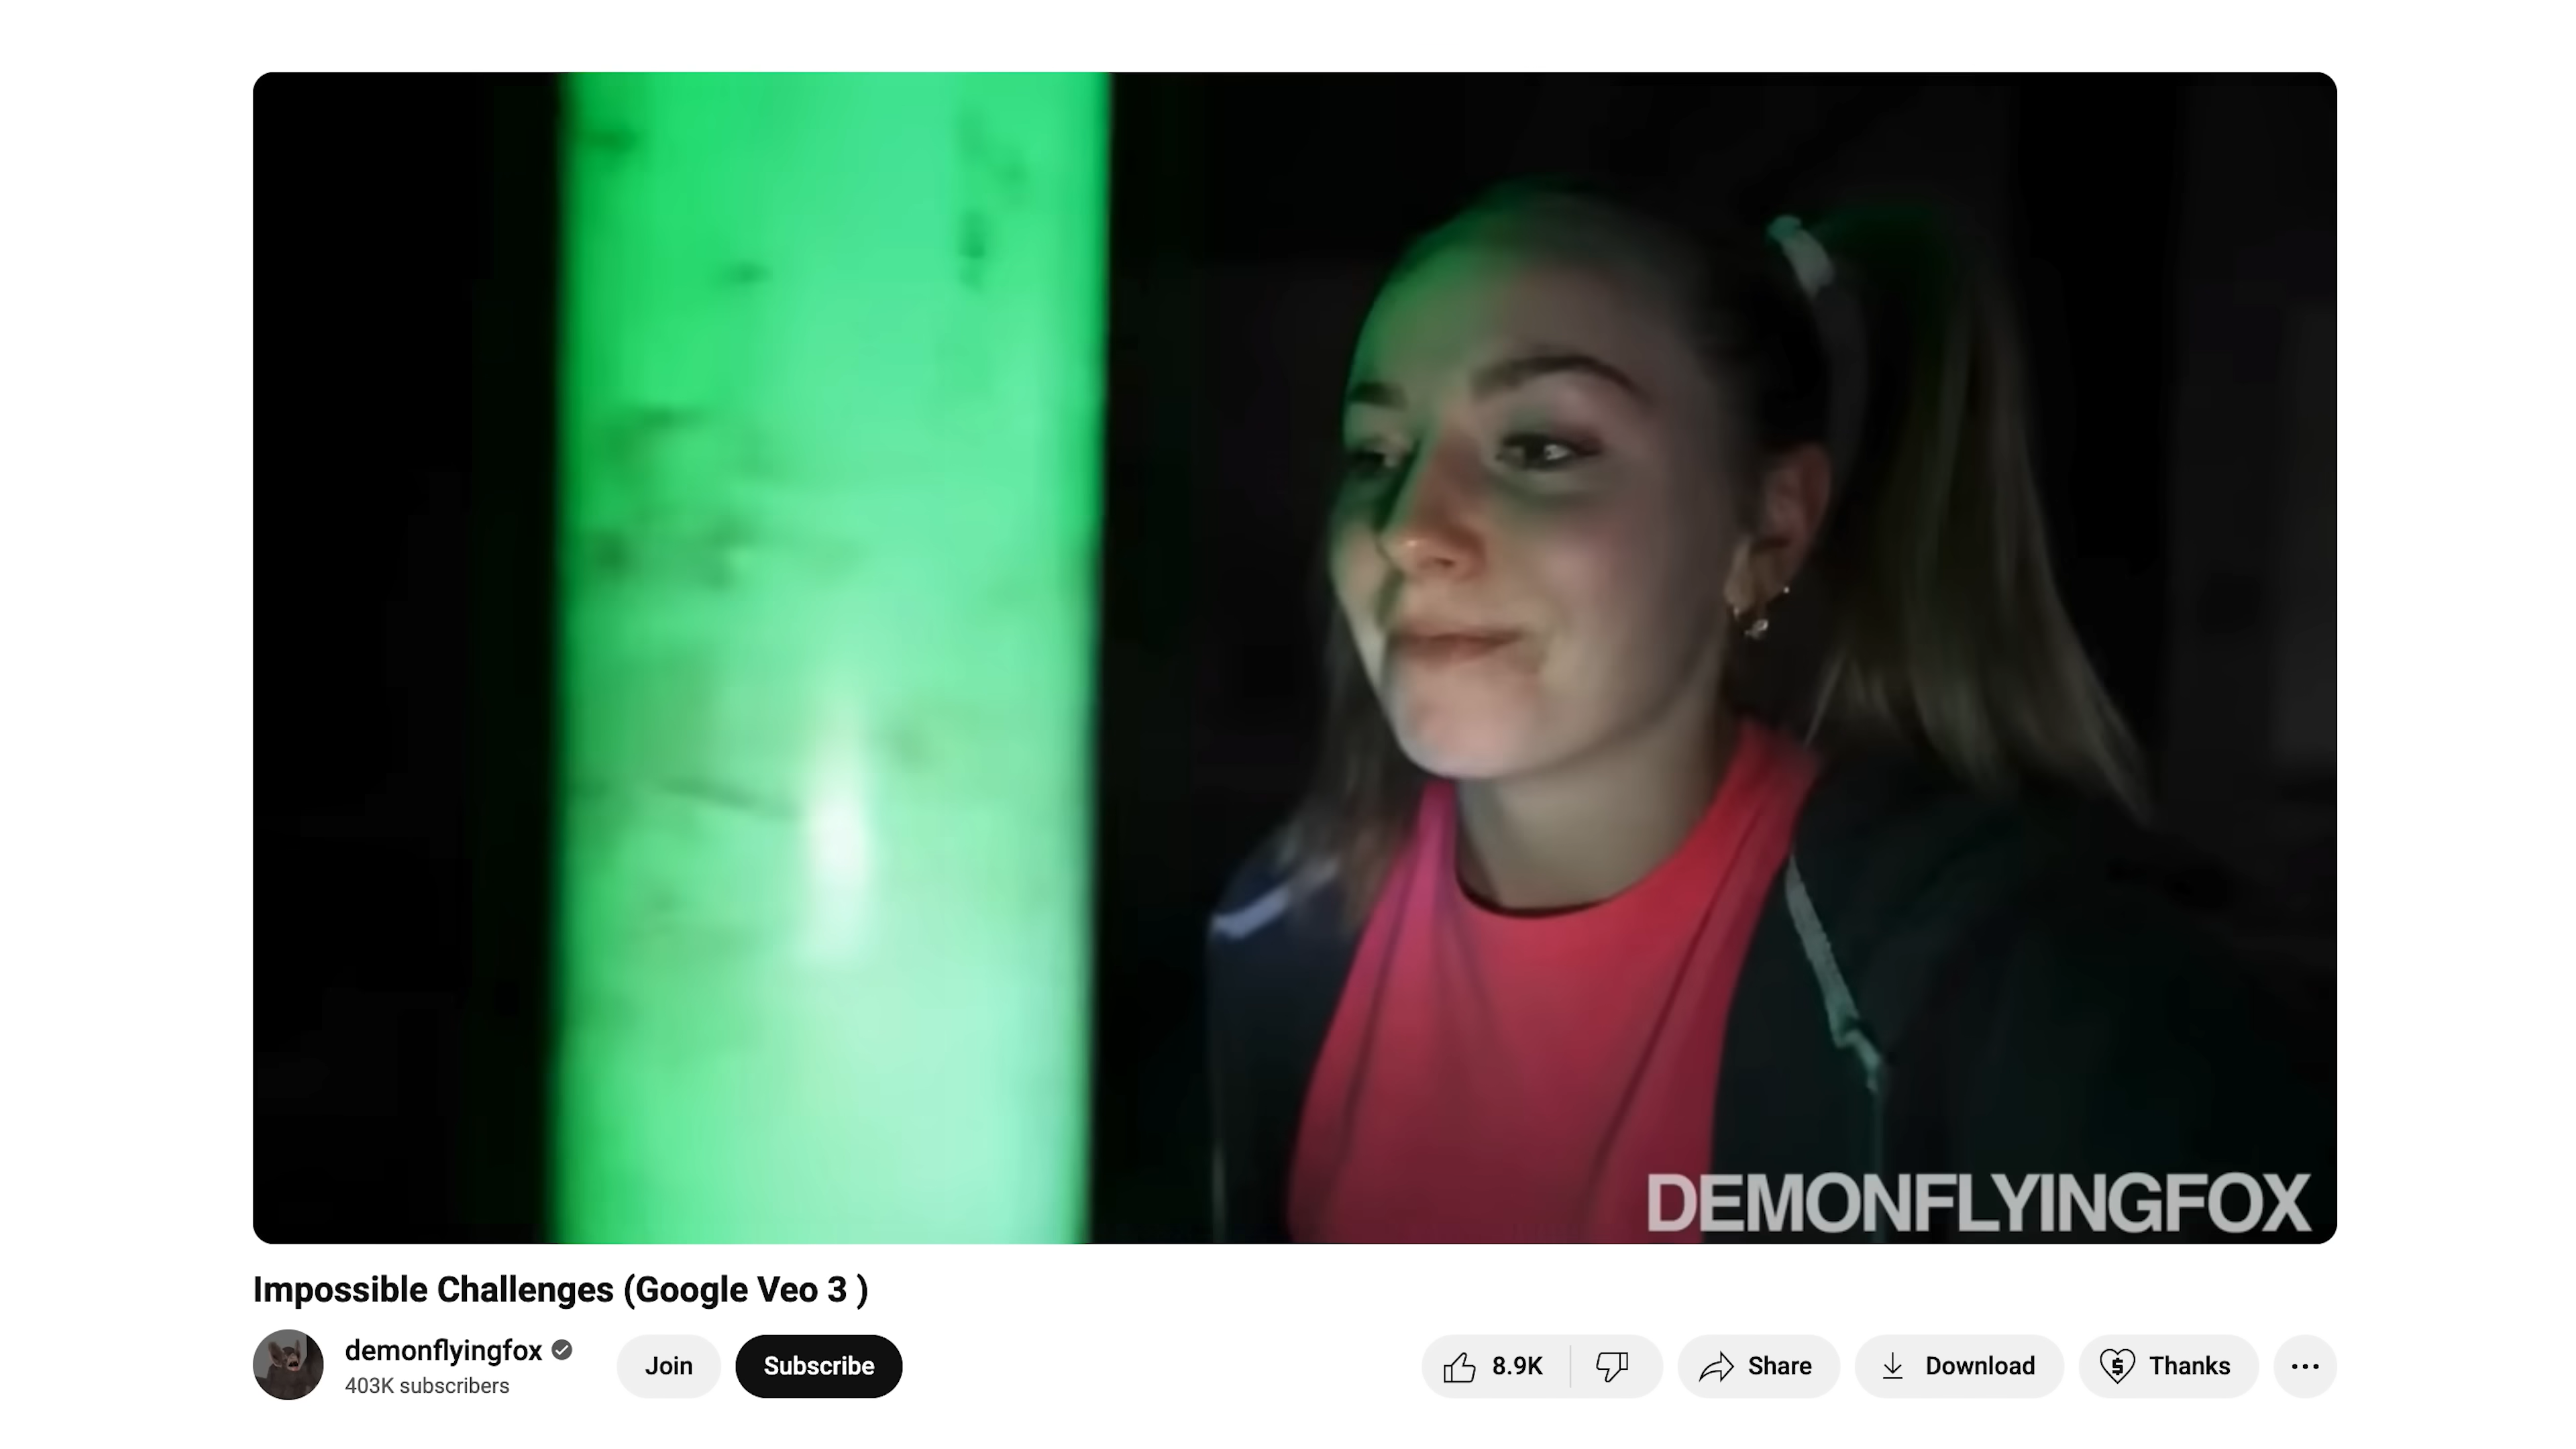 DEMONFLYINGFOX
Impossible Challenges (Google Veo 3 )
demonflyingfox
403K subscribers
Join
Subscribe
8.9K
Share
Download
Thanks